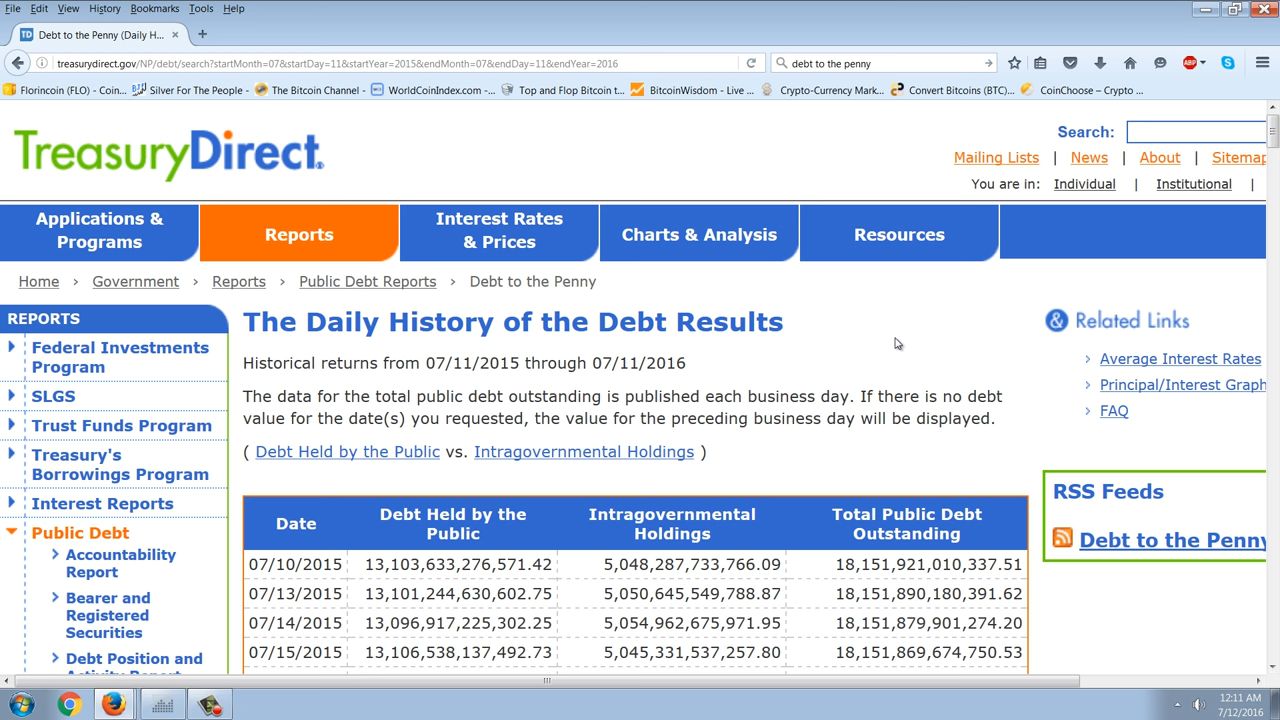 File Edit View History Bookmarks Tools Help
TD Debt to the Penny (Daily H...
treasurydirect.gov/NP/debt/search?startMonth=07&startDay=11&startYear=2015&endMonth=07&endDay=11&endYear=2016
debt to the penny
ABP
Florincoin (FLO) - Coin... Silver For The People - ... The Bitcoin Channel - ... WorldCoinIndex.com -... Top and Flop Bitcoin t... BitcoinWisdom - Live ... Crypto-Currency Mark... Convert Bitcoins (BTC)... CoinChoose – Crypto ...
TreasuryDirect®
Search:
Mailing Lists | News | About | Sitemap
You are in: Individual | Institutional |
Applications & Programs
Reports
Interest Rates & Prices
Charts & Analysis
Resources
Home › Government › Reports › Public Debt Reports › Debt to the Penny
REPORTS
Federal Investments
Program
SLGS
Trust Funds Program
Treasury's
Borrowings Program
Interest Reports
Public Debt
Accountability
Report
Bearer and
Registered
Securities
Debt Position and
Activity Report
The Daily History of the Debt Results
Historical returns from 07/11/2015 through 07/11/2016
The data for the total public debt outstanding is published each business day. If there is no debt
value for the date(s) you requested, the value for the preceding business day will be displayed.
( Debt Held by the Public vs. Intragovernmental Holdings )
Date Debt Held by the Public Intragovernmental Holdings Total Public Debt Outstanding
07/10/2015 13,103,633,276,571.42 5,048,287,733,766.09 18,151,921,010,337.51
07/13/2015 13,101,244,630,602.75 5,050,645,549,788.87 18,151,890,180,391.62
07/14/2015 13,096,917,225,302.25 5,054,962,675,971.95 18,151,879,901,274.20
07/15/2015 13,106,538,137,492.73 5,045,331,537,257.80 18,151,869,674,750.53
& Related Links
Average Interest Rates
Principal/Interest Graph
FAQ
RSS Feeds
Debt to the Penny
12:11 AM
7/12/2016